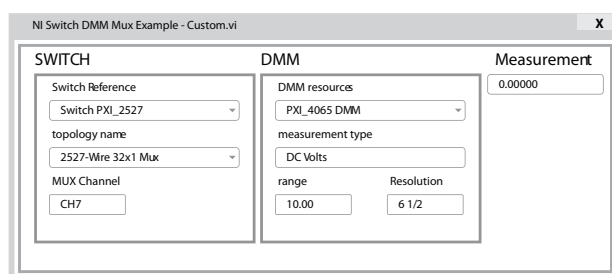 NI Switch DMM Mux Example - Custom.vi
X
SWITCH
Switch Reference
Switch PXI_2527
topology name
2527-Wire 32x1 Mux
MUX Channel
CH7
DMM
DMM resources
PXI_4065 DMM
measurement type
DC Volts
range
Resolution
10.00
6 1/2
Measurement
0.00000